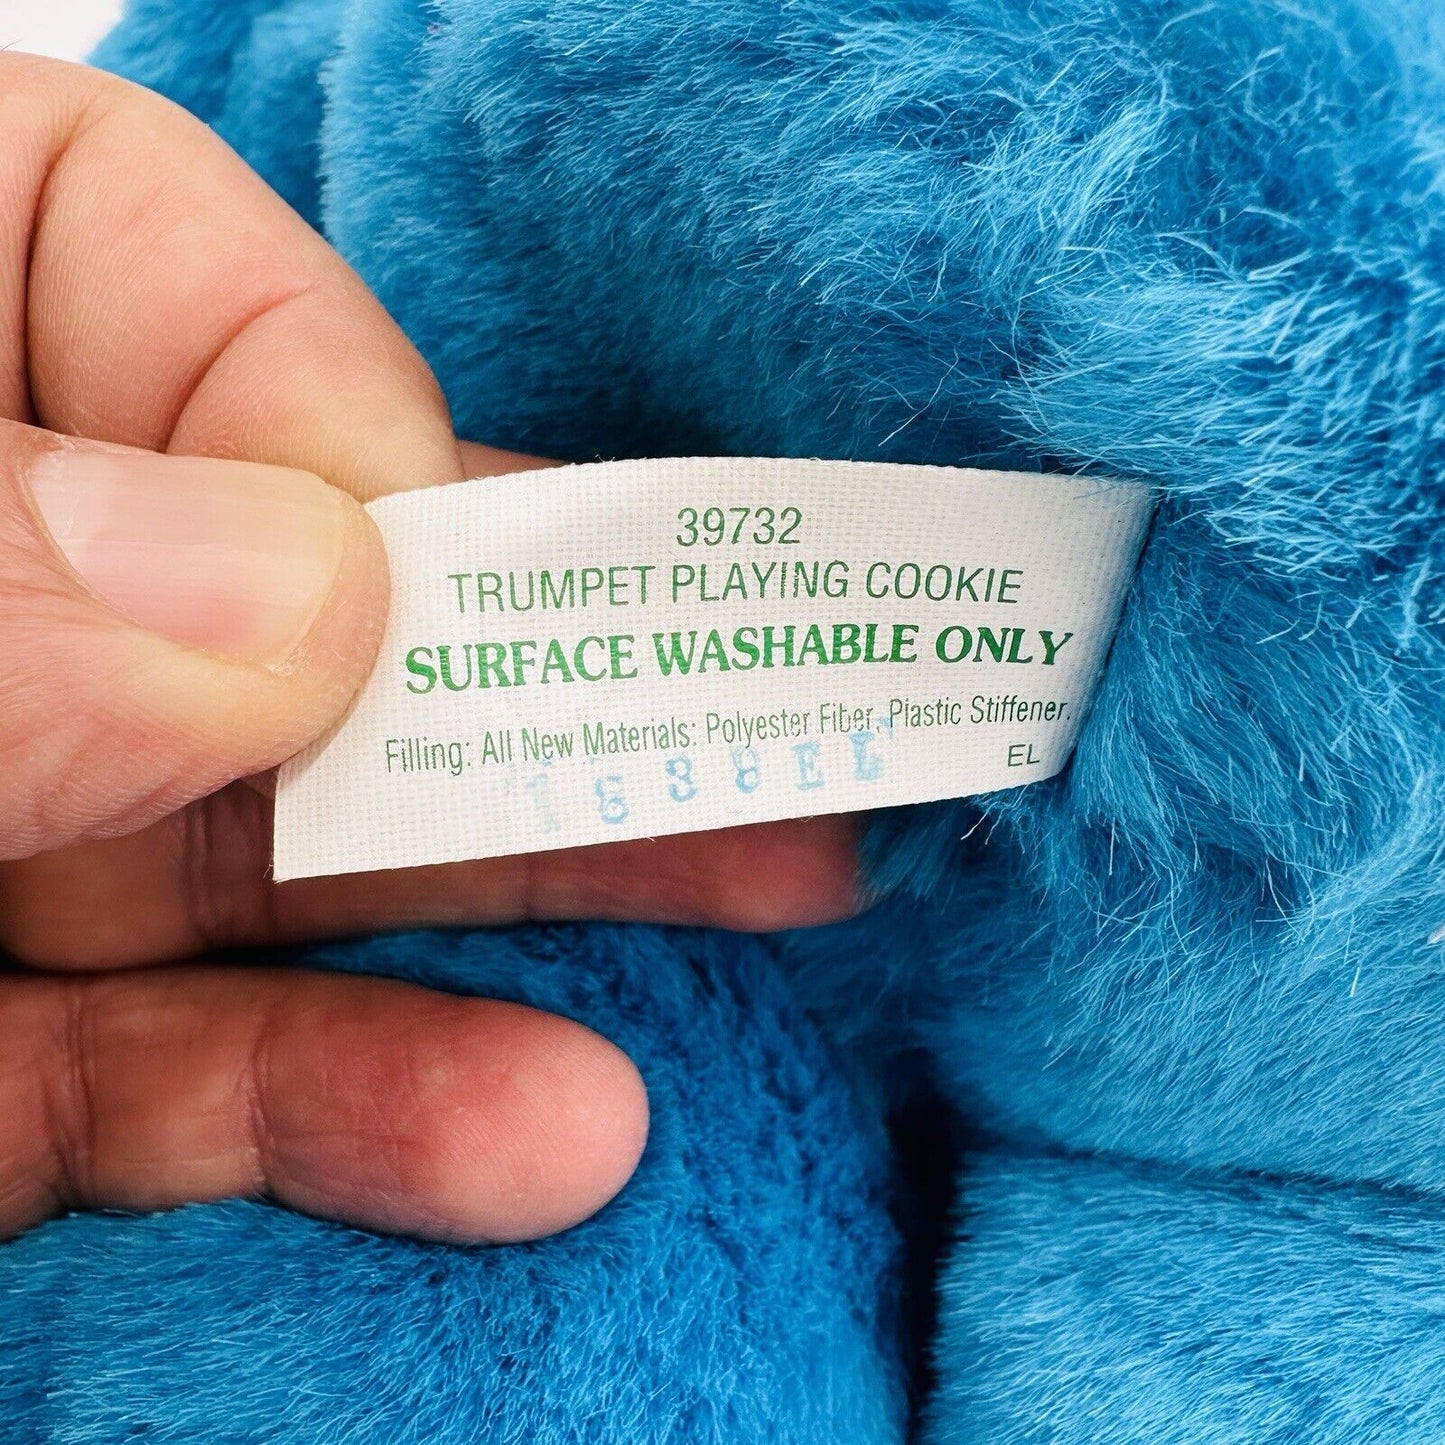 39732
TRUMPET PLAYING COOKIE
SURFACE WASHABLE ONLY
Filling: All New Materials: Polyester Fiber, Plastic Stiffener.
EL
1838EL